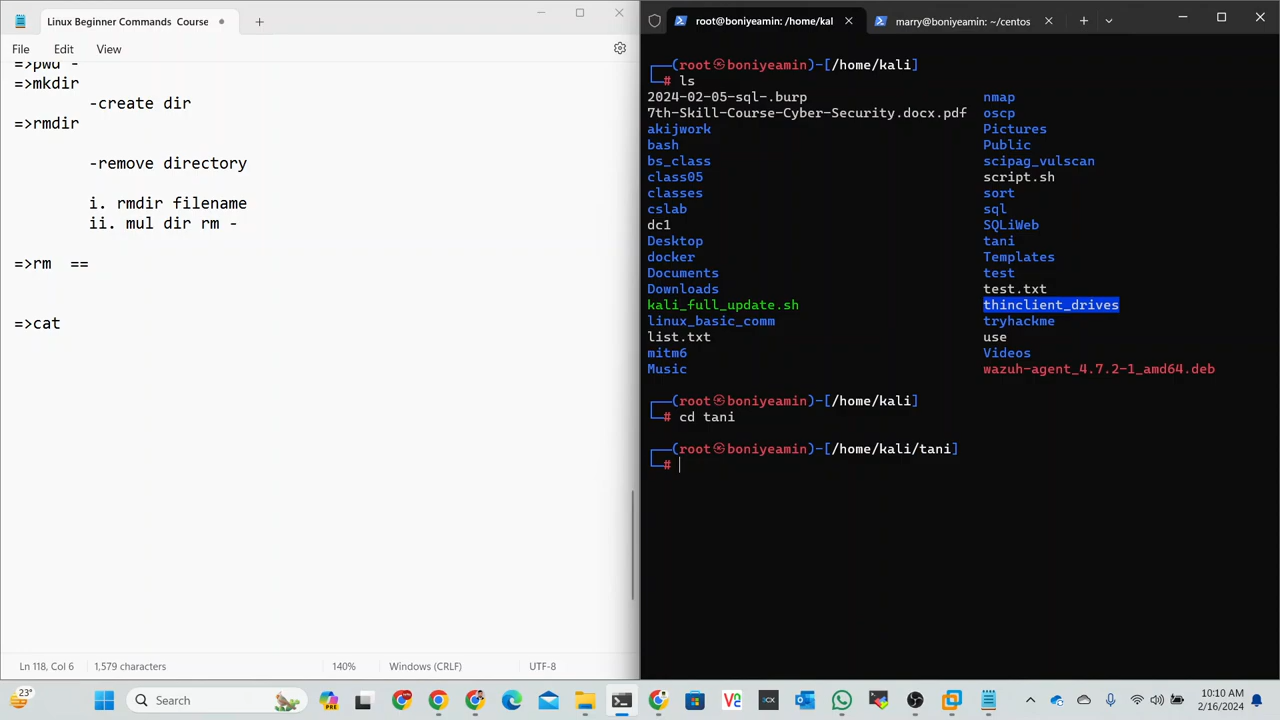 Linux Beginner Commands Course
File Edit View
=>pwd -
=>mkdir
-create dir
=>rmdir
-remove directory
i. rmdir filename
ii. mul dir rm -
=>rm ==
=>cat
Ln 118, Col 6 1,579 characters 140% Windows (CRLF) UTF-8
root@boniyeamin: /home/kal marry@boniyeamin: ~/centos
┌──(root㉿boniyeamin)-[/home/kali]
└─# ls
2024-02-05-sql-.burp nmap
7th-Skill-Course-Cyber-Security.docx.pdf oscp
akijwork Pictures
bash Public
bs_class scipag_vulscan
class05 script.sh
classes sort
cslab sql
dc1 SQLiWeb
Desktop tani
docker Templates
Documents test
Downloads test.txt
kali_full_update.sh thinclient_drives
linux_basic_comm tryhackme
list.txt use
mitm6 Videos
Music wazuh-agent_4.7.2-1_amd64.deb
┌──(root㉿boniyeamin)-[/home/kali]
└─# cd tani
┌──(root㉿boniyeamin)-[/home/kali/tani]
└─#
23° Search 10:10 AM
2/16/2024